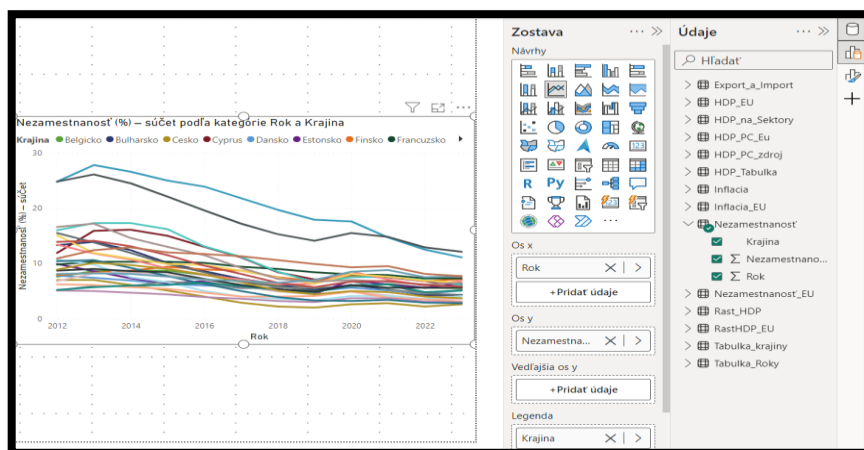 Zostava
Údaje
Návrhy
Hľadať
123
R
Py
Export_a_Import
HDP_EU
HDP_na_Sektory
HDP_PC_Eu
HDP_PC_zdroj
HDP_Tabulka
Inflacia
Inflacia_EU
Nezamestnanosť
Krajina
Nezamestnano...
Rok
Nezamestnanosť_EU
Rast_HDP
RastHDP_EU
Tabulka_krajiny
Tabulka_Roky
Os x
Rok
+Pridať údaje
Os y
Nezamestna...
Vedľajšia os y
+Pridať údaje
Legenda
Krajina
Nezamestnanosť (%) – súčet podľa kategórie Rok a Krajina
Krajina Belgicko Bulharsko Cesko Cyprus Dansko Estonsko Finsko Francuzsko
Nezamestnanosť (%) – súčet
30
20
10
0
2012 2014 2016 2018 2020 2022
Rok